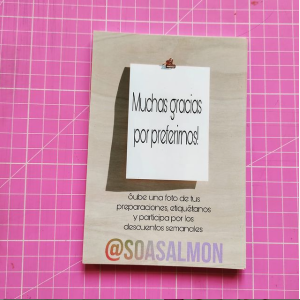 Muchas gracias
por preferirnos!
Sube una foto de tus
preparaciones, etiquétanos
y participa por los
descuentos semanales
@SOASALMON